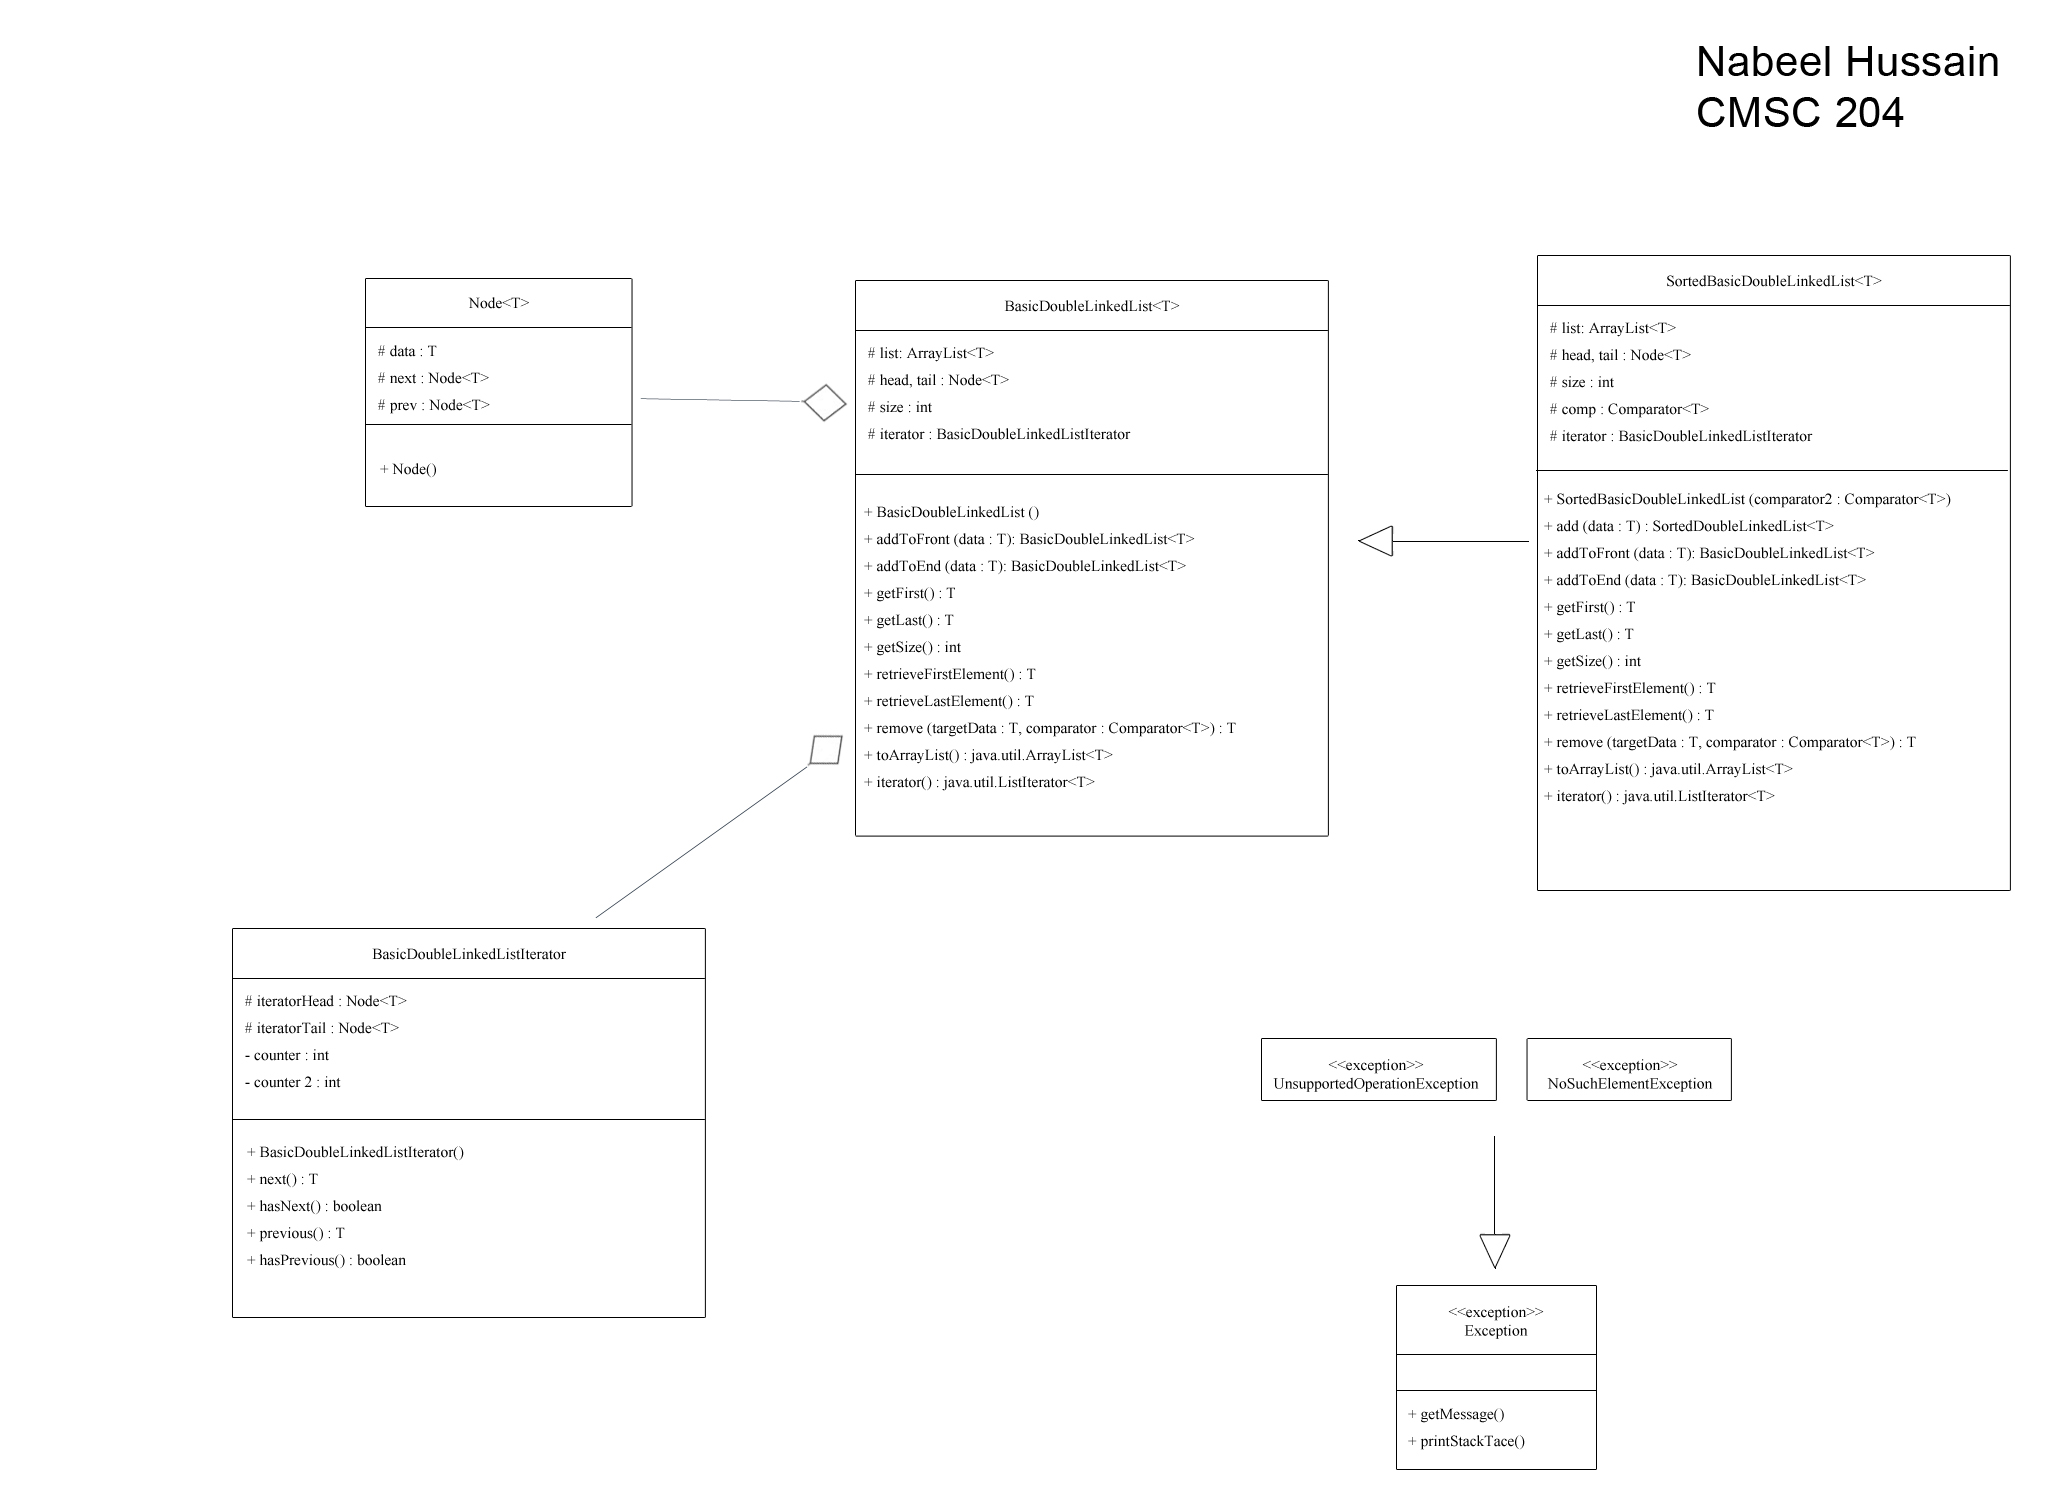 Nabeel Hussain
CMSC 204
Node<T>
# data : T
# next : Node<T>
# prev : Node<T>
+ Node()
BasicDoubleLinkedList<T>
# list: ArrayList<T>
# head, tail : Node<T>
# size : int
# iterator : BasicDoubleLinkedListIterator
+ BasicDoubleLinkedList ()
+ addToFront (data : T): BasicDoubleLinkedList<T>
+ addToEnd (data : T): BasicDoubleLinkedList<T>
+ getFirst() : T
+ getLast() : T
+ getSize() : int
+ retrieveFirstElement() : T
+ retrieveLastElement() : T
+ remove (targetData : T, comparator : Comparator<T>) : T
+ toArrayList() : java.util.ArrayList<T>
+ iterator() : java.util.ListIterator<T>
SortedBasicDoubleLinkedList<T>
# list: ArrayList<T>
# head, tail : Node<T>
# size : int
# comp : Comparator<T>
# iterator : BasicDoubleLinkedListIterator
+ SortedBasicDoubleLinkedList (comparator2 : Comparator<T>)
+ add (data : T) : SortedDoubleLinkedList<T>
+ addToFront (data : T): BasicDoubleLinkedList<T>
+ addToEnd (data : T): BasicDoubleLinkedList<T>
+ getFirst() : T
+ getLast() : T
+ getSize() : int
+ retrieveFirstElement() : T
+ retrieveLastElement() : T
+ remove (targetData : T, comparator : Comparator<T>) : T
+ toArrayList() : java.util.ArrayList<T>
+ iterator() : java.util.ListIterator<T>
BasicDoubleLinkedListIterator
# iteratorHead : Node<T>
# iteratorTail : Node<T>
- counter : int
- counter 2 : int
+ BasicDoubleLinkedListIterator()
+ next() : T
+ hasNext() : boolean
+ previous() : T
+ hasPrevious() : boolean
<<exception>>
UnsupportedOperationException
<<exception>>
NoSuchElementException
<<exception>>
Exception
+ getMessage()
+ printStackTace()